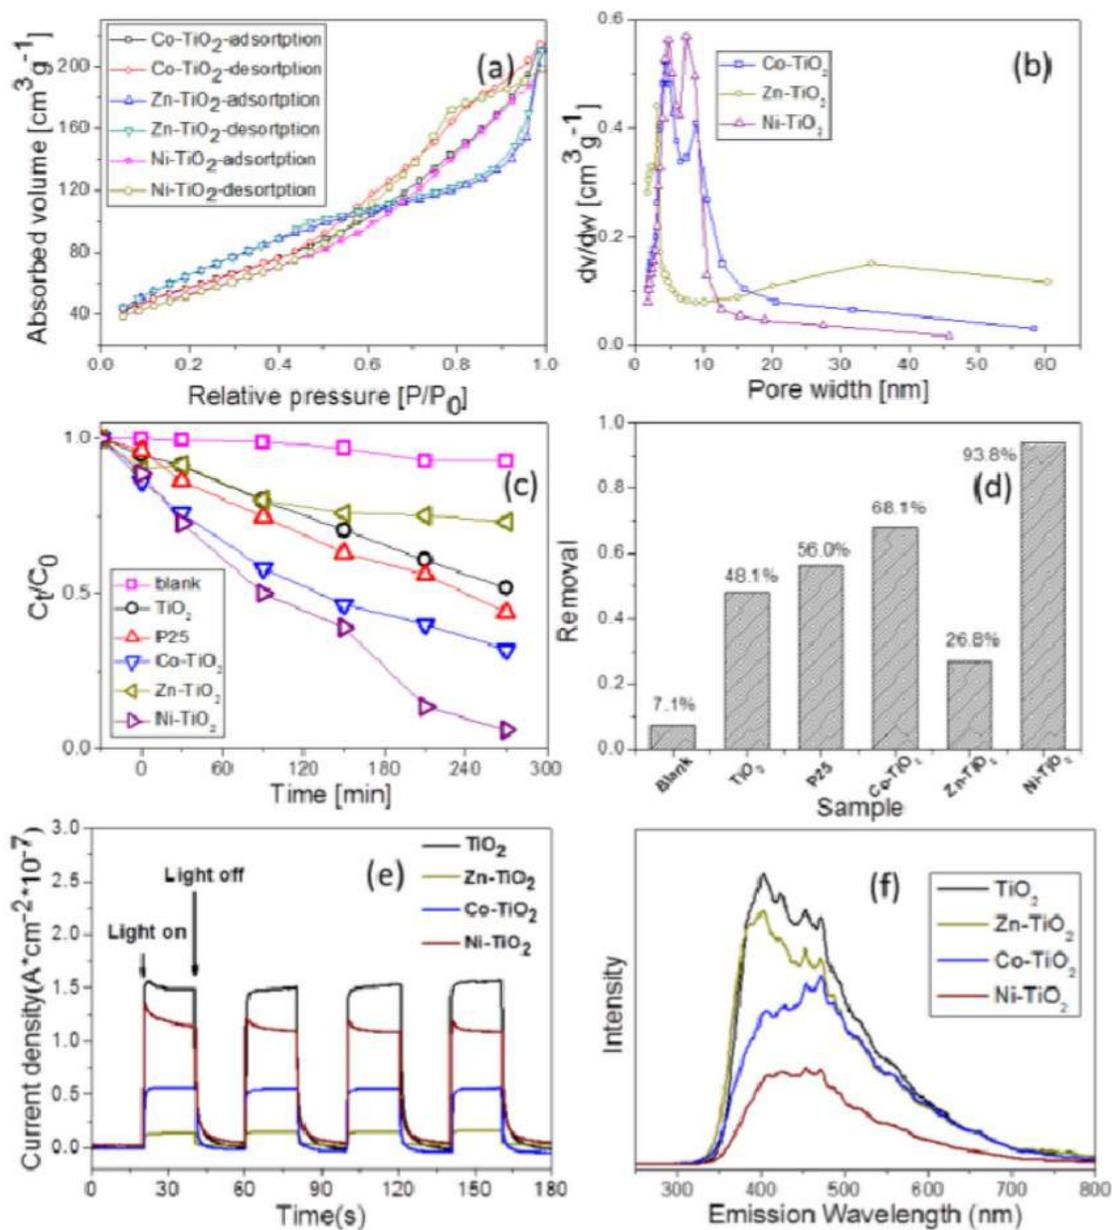 Co-TiO2-adsortption
Co-TiO2-desortption
Zn-TiO2-adsortption
Zn-TiO2-desortption
Ni-TiO2-adsortption
Ni-TiO2-desortption
(a)
Absorbed volume [cm3g-1]
200
160
120
80
40
0.0 0.2 0.4 0.6 0.8 1.0
Relative pressure [P/P0]
(b)
Co-TiO2
Zn-TiO2
Ni-TiO2
dv/dw [cm3g-1]
0.6
0.4
0.2
0.0
0 10 20 30 40 50 60
Pore width [nm]
(c)
Ct/C0
1.0
0.5
0.0
blank
TiO2
P25
Co-TiO2
Zn-TiO2
Ni-TiO2
0 60 120 180 240 300
Time [min]
(d)
Removal
1.0
0.8
0.6
0.4
0.2
0.0
7.1%
48.1%
56.0%
68.1%
26.8%
93.8%
Blank TiO2 P25 Co-TiO2 Zn-TiO2 Ni-TiO2
Sample
(e)
Current density(A*cm-2*10-7)
3.0
2.5
2.0
1.5
1.0
0.5
0.0
Light on
Light off
TiO2
Zn-TiO2
Co-TiO2
Ni-TiO2
0 30 60 90 120 150 180
Time(s)
(f)
Intensity
TiO2
Zn-TiO2
Co-TiO2
Ni-TiO2
300 400 500 600 700 800
Emission Wavelength (nm)